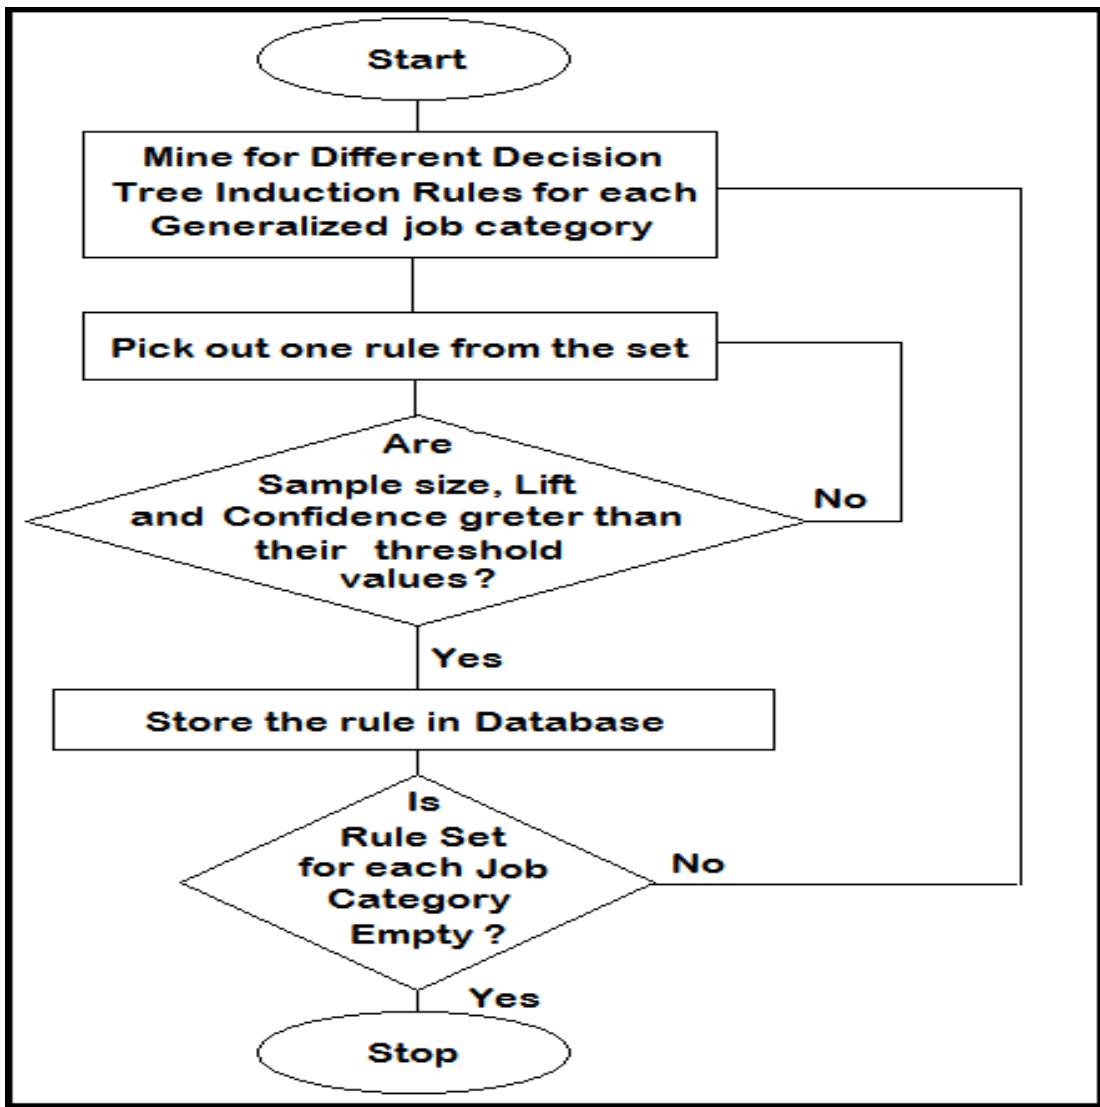 Start
Mine for Different Decision
Tree Induction Rules for each
Generalized job category
Pick out one rule from the set
Are
Sample size, Lift
and Confidence greter than
their threshold
values?
No
Yes
Store the rule in Database
Is
Rule Set
for each Job
Category
Empty ?
No
Yes
Stop